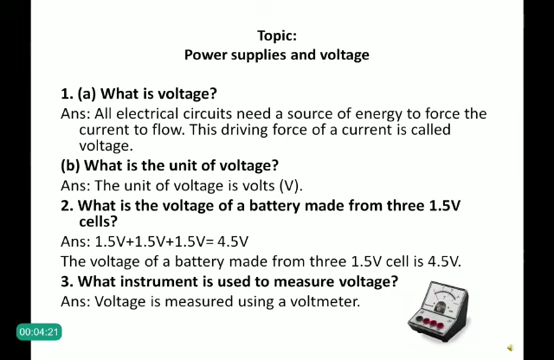 Topic:
Power supplies and voltage
1. (a) What is voltage?
Ans: All electrical circuits need a source of energy to force the
current to flow. This driving force of a current is called
voltage.
(b) What is the unit of voltage?
Ans: The unit of voltage is volts (V).
2. What is the voltage of a battery made from three 1.5V
cells?
Ans: 1.5V+1.5V+1.5V= 4.5V
The voltage of a battery made from three 1.5V cell is 4.5V.
3. What instrument is used to measure voltage?
Ans: Voltage is measured using a voltmeter.
00:04:21